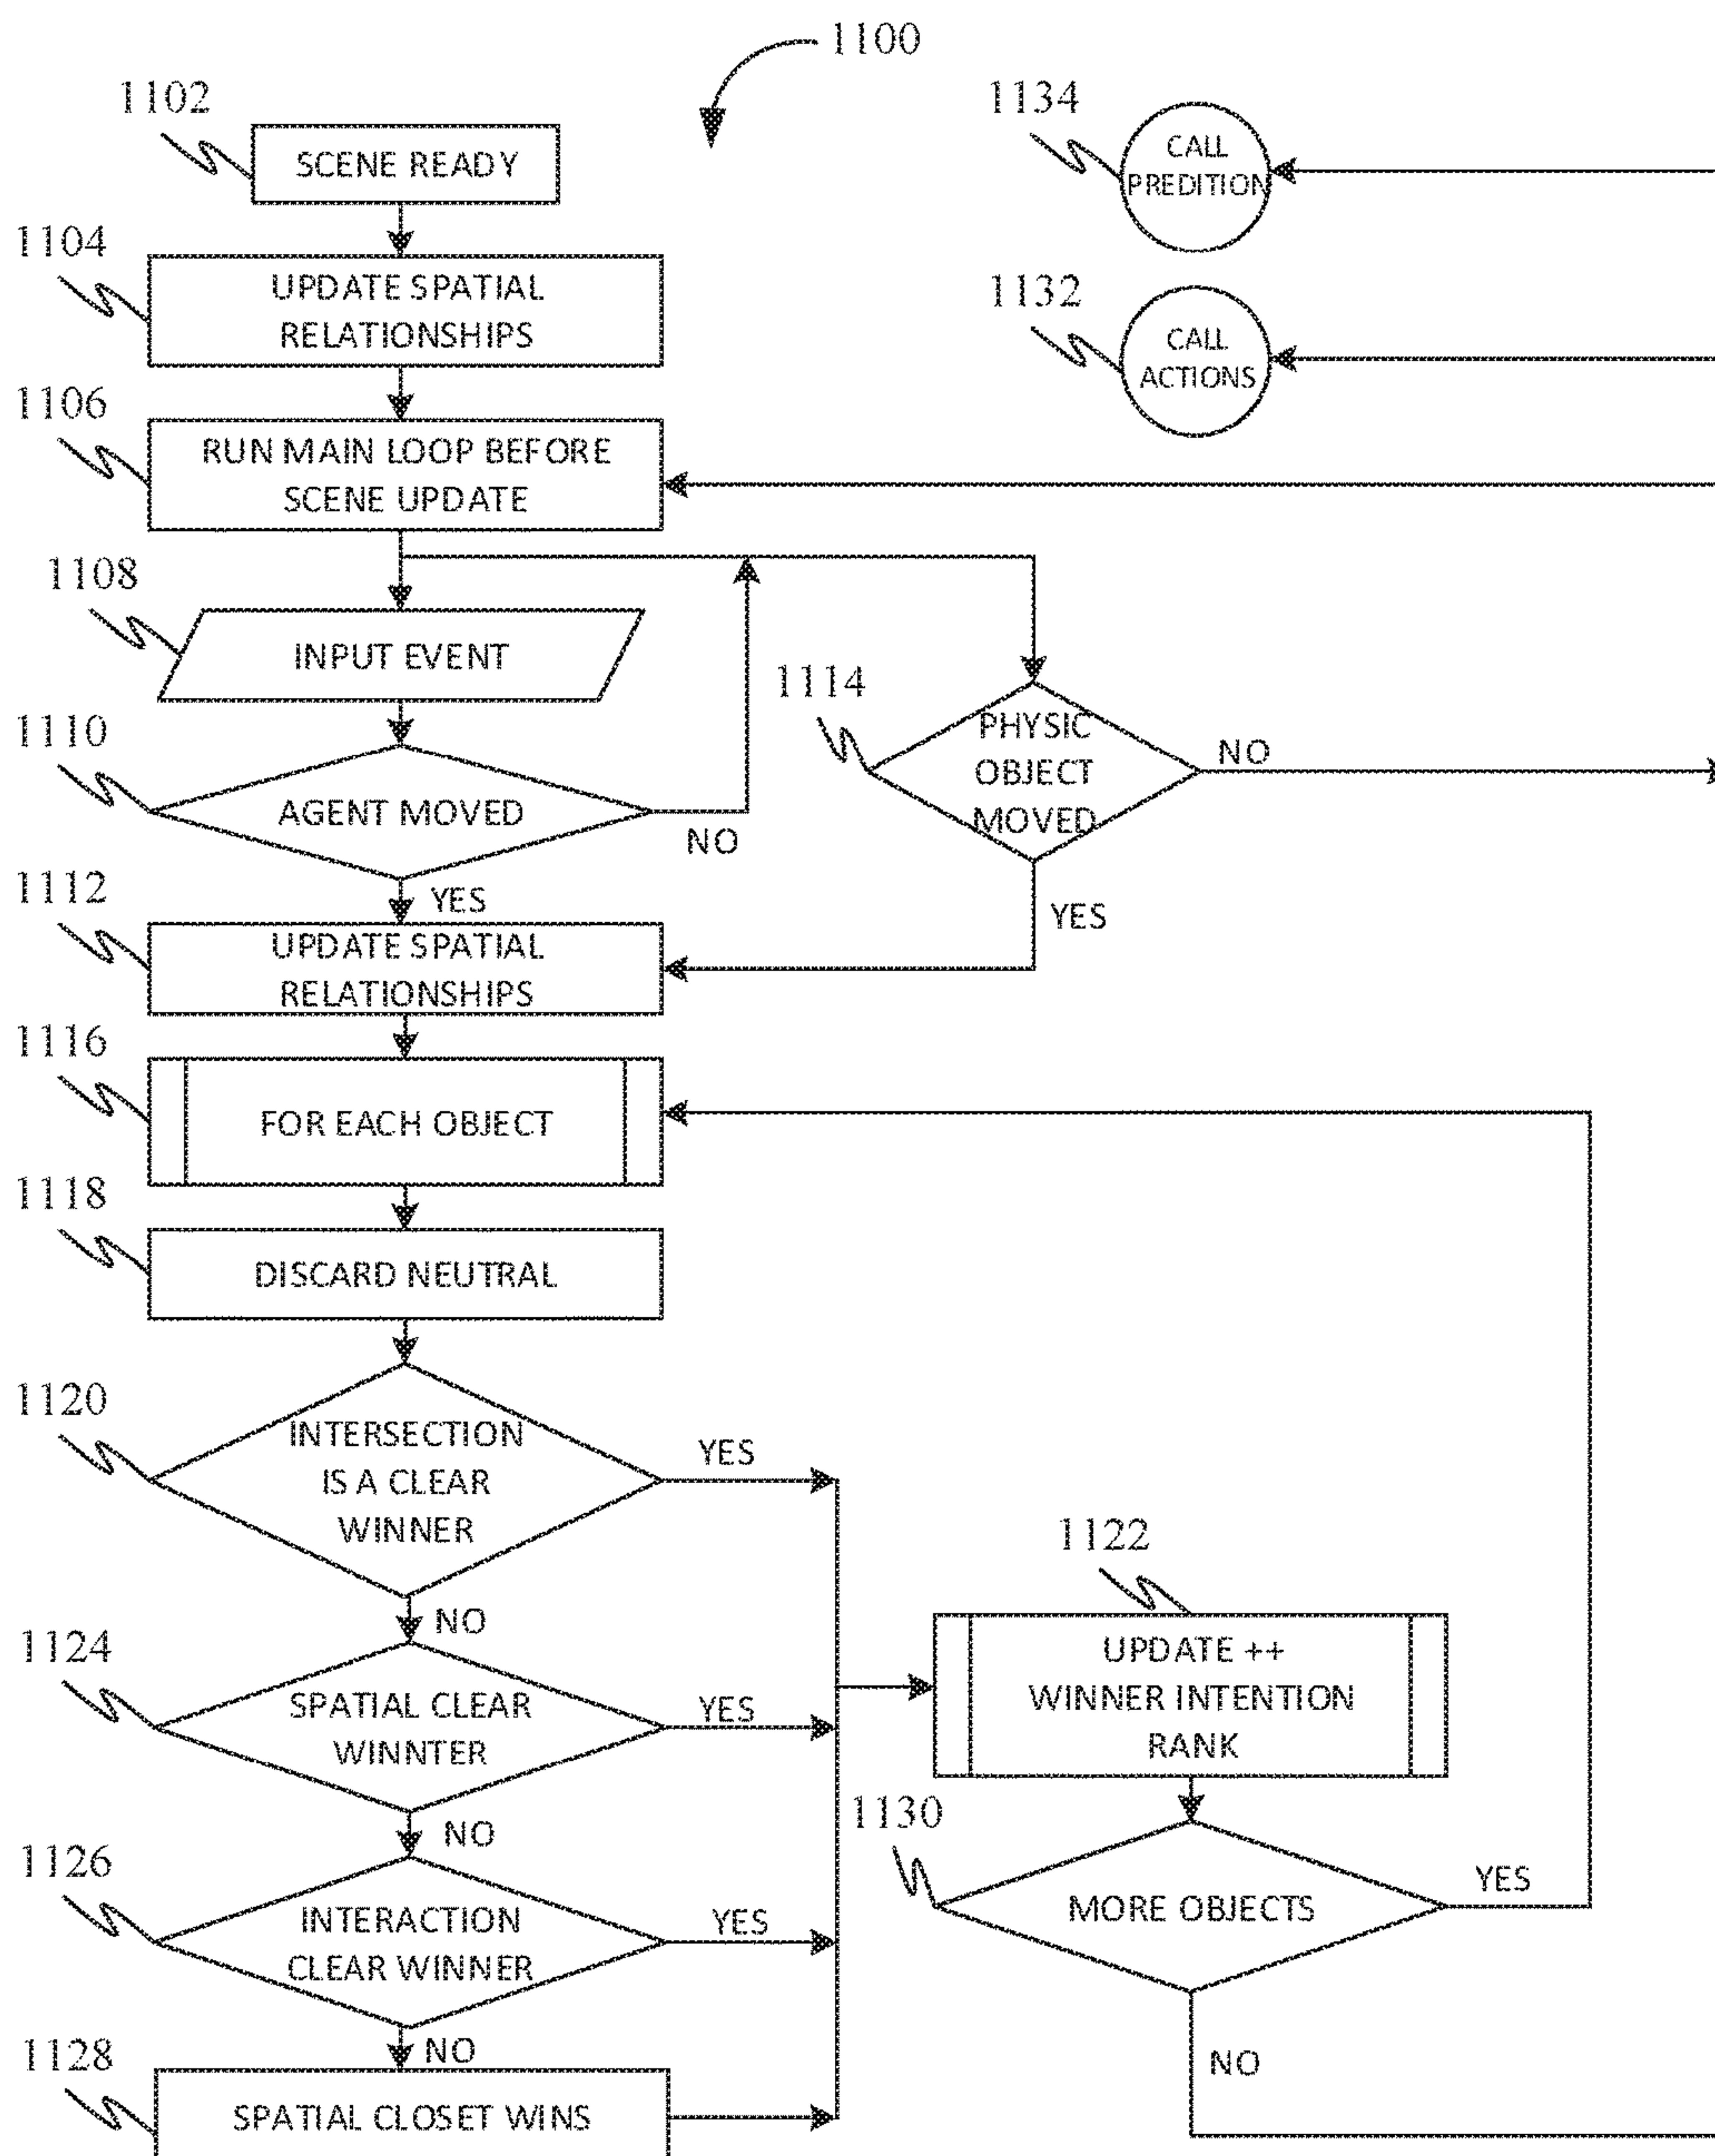 1100
1102
SCENE READY
1134
CALL
PREDITION
1104
UPDATE SPATIAL
RELATIONSHIPS
1132
CALL
ACTIONS
1106
RUN MAIN LOOP BEFORE
SCENE UPDATE
1108
INPUT EVENT
1114
PHYSIC
OBJECT
MOVED
NO
YES
1110
AGENT MOVED
NO
YES
1112
UPDATE SPATIAL
RELATIONSHIPS
1116
FOR EACH OBJECT
1118
DISCARD NEUTRAL
1120
INTERSECTION
IS A CLEAR
WINNER
YES
NO
1122
UPDATE ++
WINNER INTENTION
RANK
1124
SPATIAL CLEAR
WINNTER
YES
NO
1130
MORE OBJECTS
YES
NO
1126
INTERACTION
CLEAR WINNER
YES
NO
1128
SPATIAL CLOSET WINS